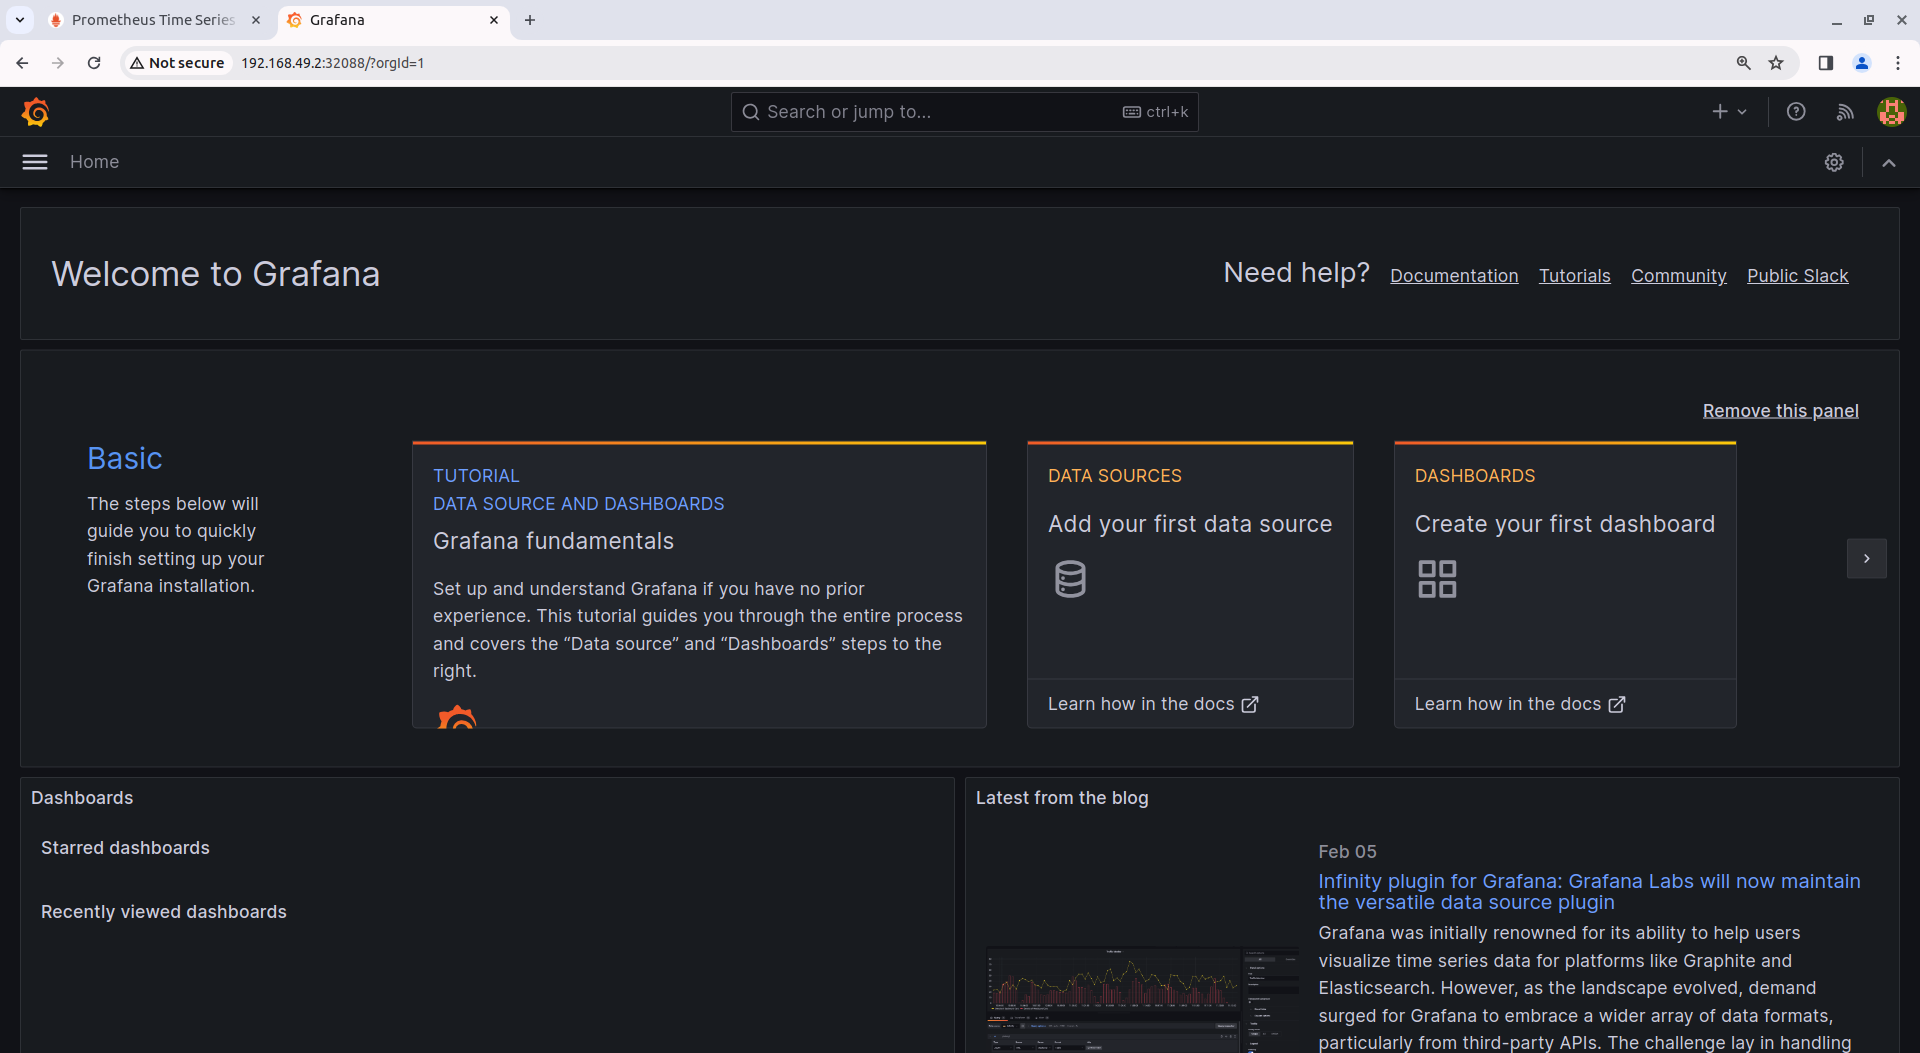 Prometheus Time Series
Grafana
Not secure
192.168.49.2:32088/?orgId=1
Search or jump to...
ctrl+k
Home
Welcome to Grafana
Need help?
Documentation
Tutorials
Community
Public Slack
Remove this panel
Basic
The steps below will
guide you to quickly
finish setting up your
Grafana installation.
TUTORIAL
DATA SOURCE AND DASHBOARDS
Grafana fundamentals
Set up and understand Grafana if you have no prior
experience. This tutorial guides you through the entire process
and covers the “Data source” and “Dashboards” steps to the
right.
DATA SOURCES
Add your first data source
Learn how in the docs
DASHBOARDS
Create your first dashboard
Learn how in the docs
Dashboards
Starred dashboards
Recently viewed dashboards
Latest from the blog
Feb 05
Infinity plugin for Grafana: Grafana Labs will now maintain
the versatile data source plugin
Grafana was initially renowned for its ability to help users
visualize time series data for platforms like Graphite and
Elasticsearch. However, as the landscape evolved, demand
surged for Grafana to embrace a wider array of data formats,
particularly from third-party APIs. The challenge lay in handling